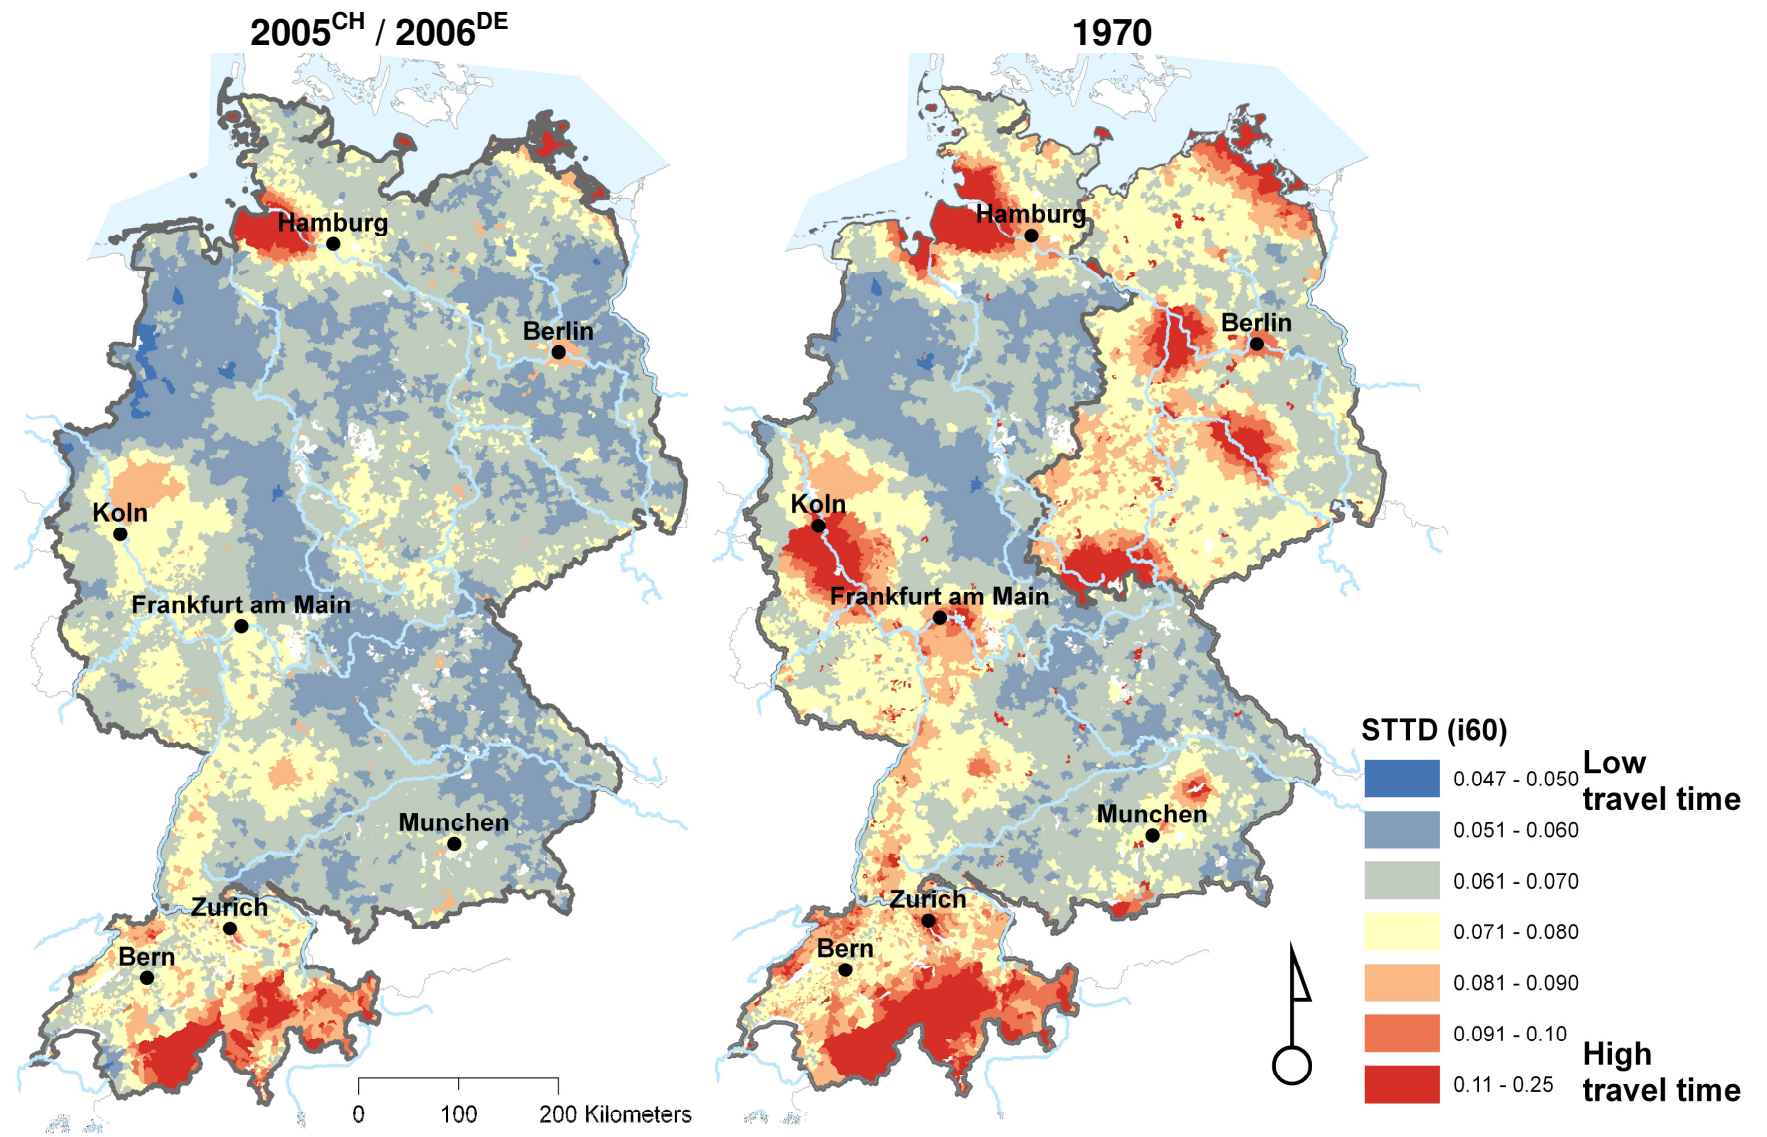 2005CH / 2006DE
1970
Hamburg
Berlin
Koln
Frankfurt am Main
Munchen
Zurich
Bern
0 100 200 Kilometers
Hamburg
Berlin
Koln
Frankfurt am Main
Munchen
Zurich
Bern
STTD (i60)
0.047 - 0.050
Low
travel time
0.051 - 0.060
0.061 - 0.070
0.071 - 0.080
0.081 - 0.090
0.091 - 0.10
0.11 - 0.25
High
travel time